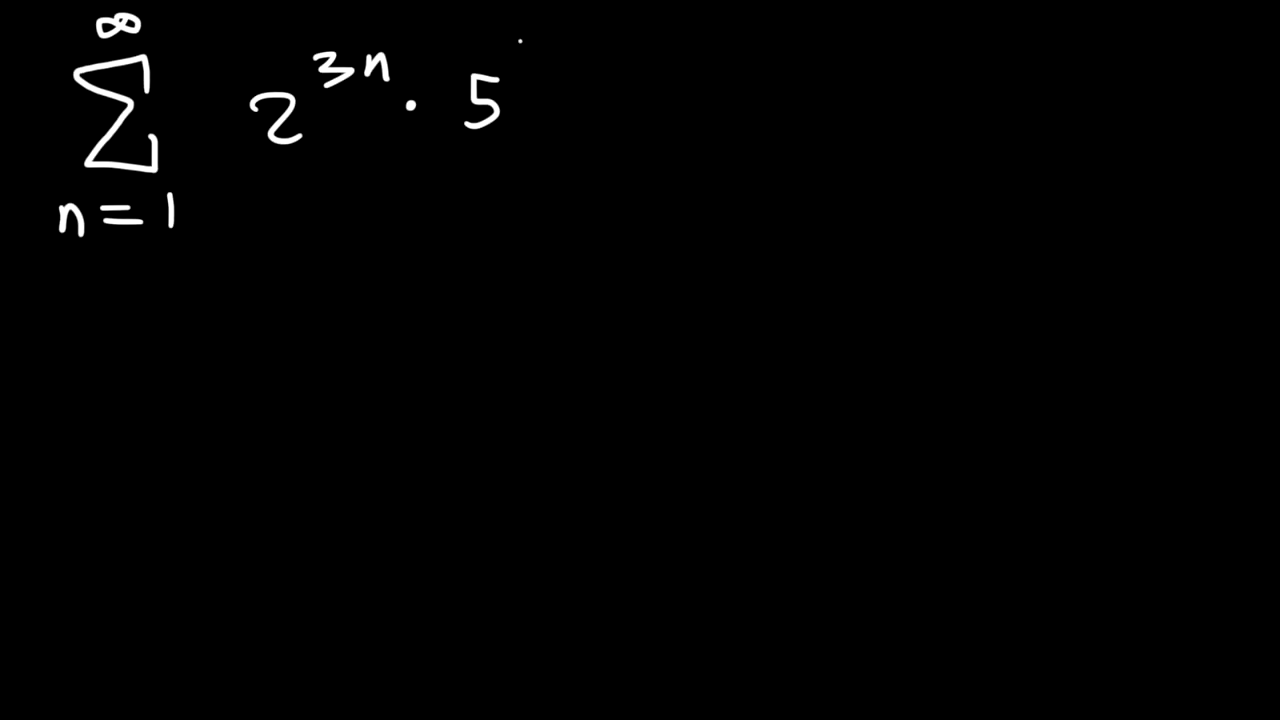 ∞
∑ 2^{3n} · 5
n=1